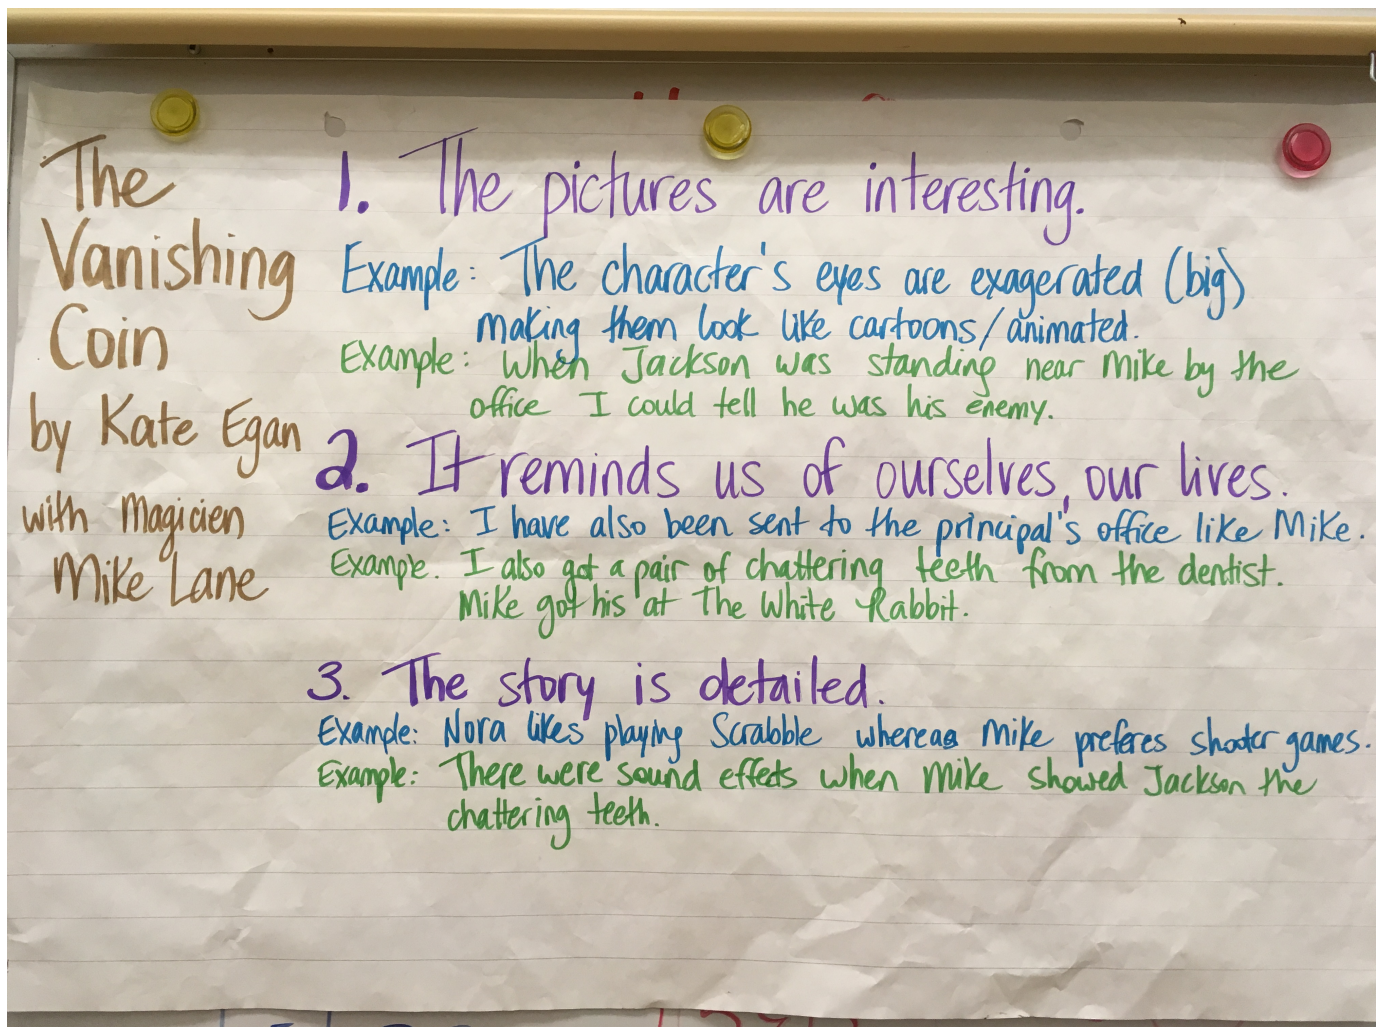 The
Vanishing
Coin
by Kate Egan
with Magicien
Mike Lane
1. The pictures are interesting.
Example: The character's eyes are exagerated (big)
making them look like cartoons/animated.
Example: When Jackson was standing near Mike by the
office I could tell he was his enemy.
2. It reminds us of ourselves, our lives.
Example: I have also been sent to the principal's office like Mike.
Example. I also got a pair of chattering teeth from the dentist.
Mike got his at The White Rabbit.
3. The story is detailed.
Example: Nora likes playing Scrabble whereas Mike preferes shooter games.
Example: There were sound effects when Mike showed Jackson the
chattering teeth.